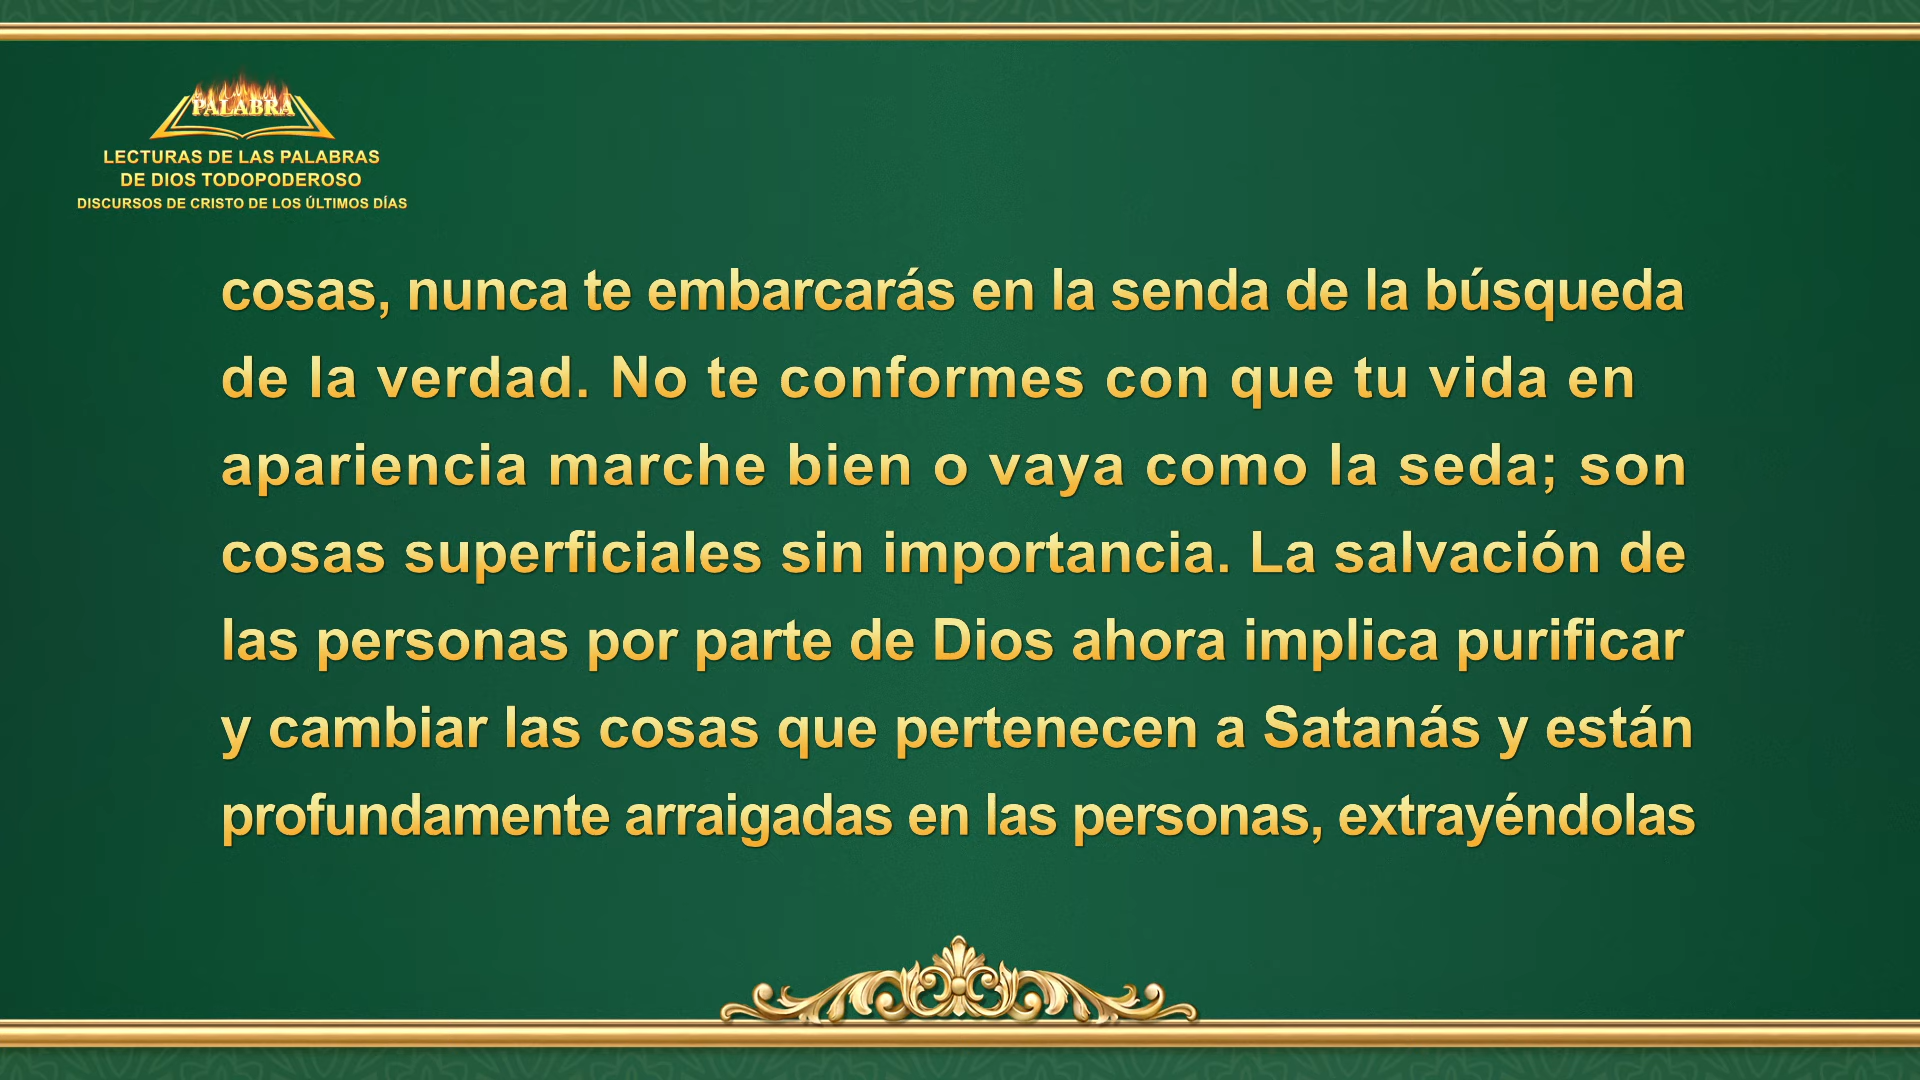 PALABRA
LECTURAS DE LAS PALABRAS
DE DIOS TODOPODEROSO
DISCURSOS DE CRISTO DE LOS ÚLTIMOS DÍAS
cosas, nunca te embarcarás en la senda de la búsqueda
de la verdad. No te conformes con que tu vida en
apariencia marche bien o vaya como la seda; son
cosas superficiales sin importancia. La salvación de
las personas por parte de Dios ahora implica purificar
y cambiar las cosas que pertenecen a Satanás y están
profundamente arraigadas en las personas, extrayéndolas